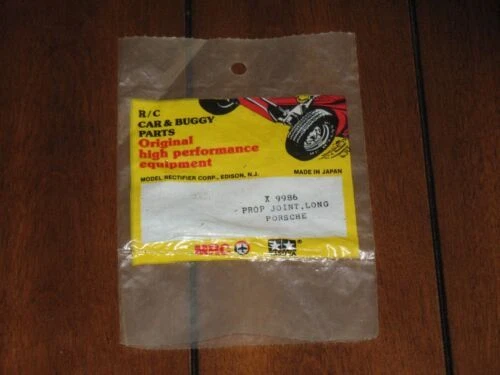 R/C
CAR & BUGGY
PARTS
Original
high performance
equipment
MODEL RECTIFIER CORP., EDISON, N.J.
MADE IN JAPAN
X 9986
PROP JOINT,LONG
PORSCHE
MRC